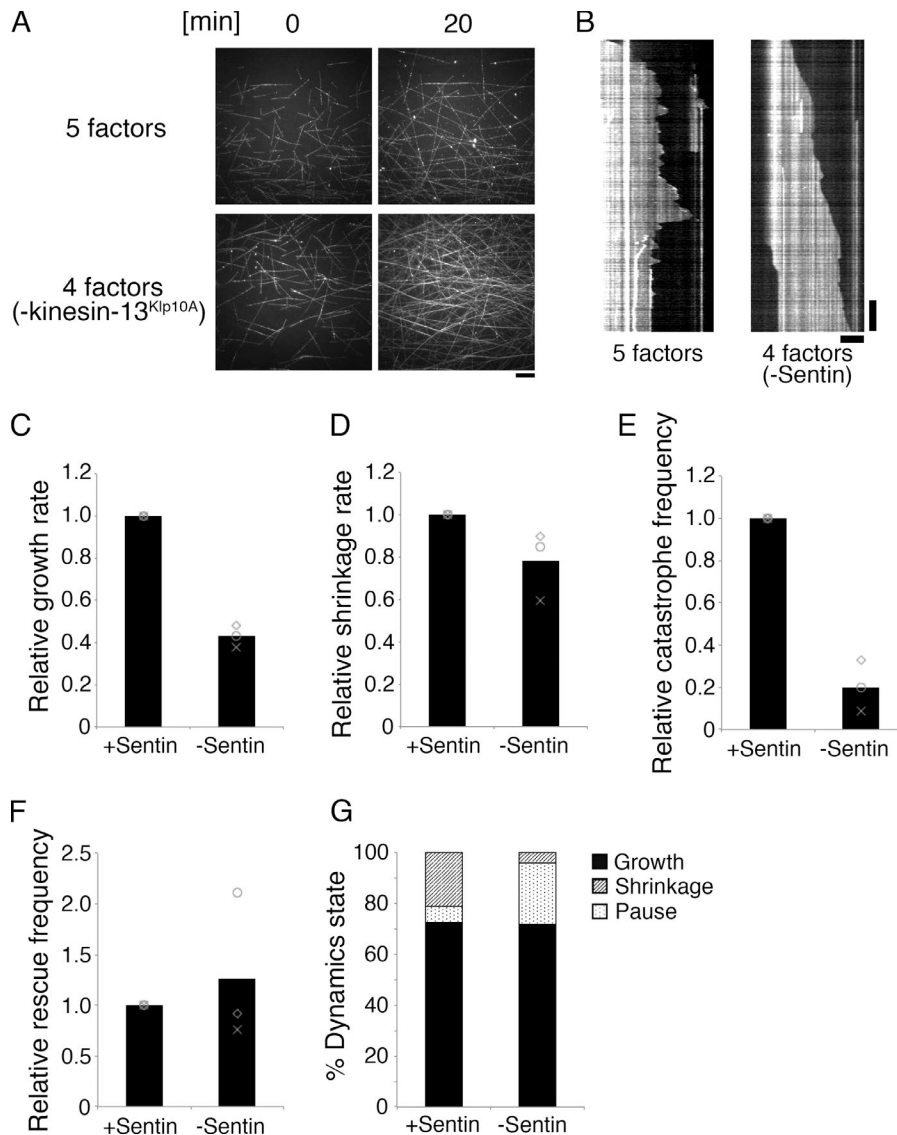 A
[min] 0 20
5 factors
4 factors
(-kinesin-13Klp10A)
B
5 factors
4 factors
(-Sentin)
C
Relative growth rate
1.2
1.0
0.8
0.6
0.4
0.2
0
+Sentin -Sentin
D
Relative shrinkage rate
1.2
1.0
0.8
0.6
0.4
0.2
0
+Sentin -Sentin
E
Relative catastrophe frequency
1.2
1.0
0.8
0.6
0.4
0.2
0
+Sentin -Sentin
F
Relative rescue frequency
2.5
2.0
1.5
1.0
0.5
0
+Sentin -Sentin
G
% Dynamics state
100
80
60
40
20
0
+Sentin -Sentin
Growth
Shrinkage
Pause